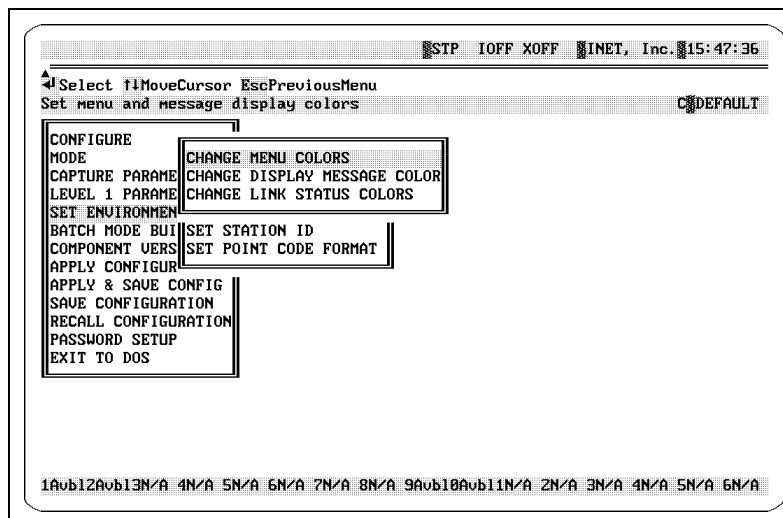 STP IOFF XOFF INET, Inc. 15:47:36
Select ↑↓MoveCursor EscPreviousMenu
Set menu and message display colors C DEFAULT
CONFIGURE
MODE
CAPTURE PARAME
LEVEL 1 PARAME
SET ENVIRONMEN
BATCH MODE BUI
COMPONENT VERS
APPLY CONFIGUR
APPLY & SAVE CONFIG
SAVE CONFIGURATION
RECALL CONFIGURATION
PASSWORD SETUP
EXIT TO DOS
CHANGE MENU COLORS
CHANGE DISPLAY MESSAGE COLOR
CHANGE LINK STATUS COLORS
SET STATION ID
SET POINT CODE FORMAT
1Avbl2Avbl3N/A 4N/A 5N/A 6N/A 7N/A 8N/A 9Avbl0Avbl1N/A 2N/A 3N/A 4N/A 5N/A 6N/A